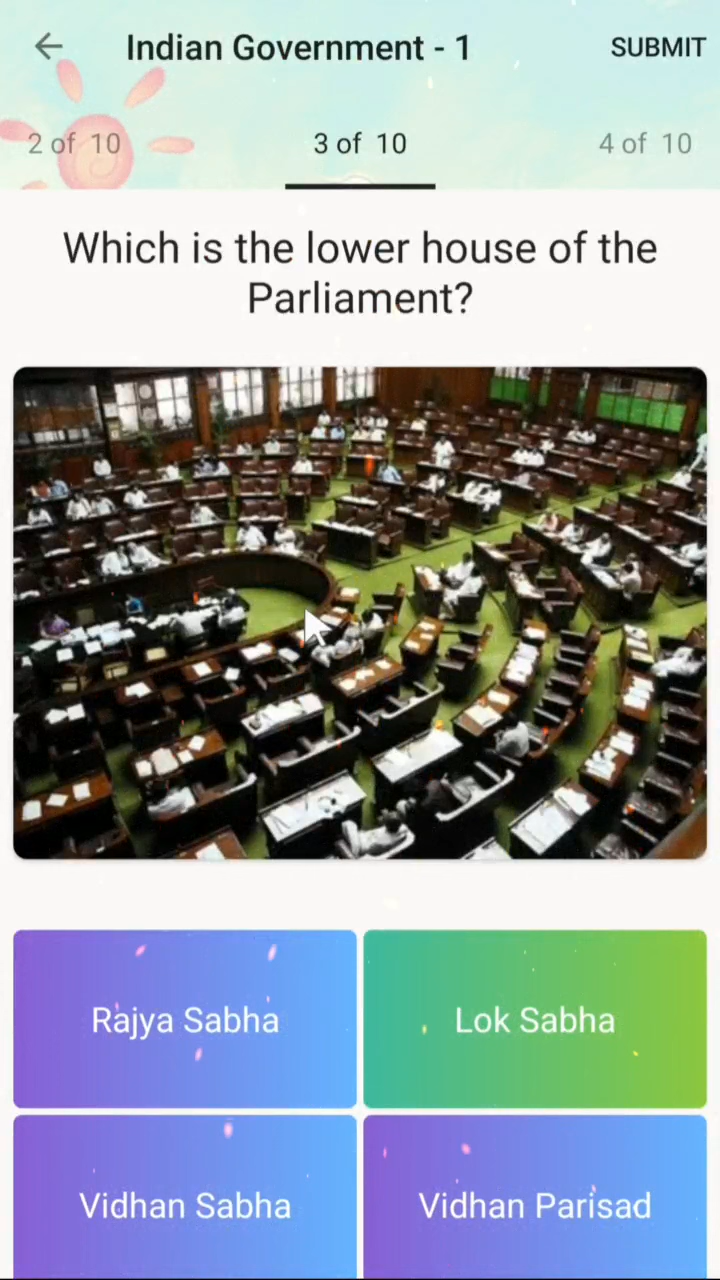 Indian Government - 1
SUBMIT
2 of 10
3 of 10
4 of 10
Which is the lower house of the
Parliament?
Rajya Sabha
Lok Sabha
Vidhan Sabha
Vidhan Parisad